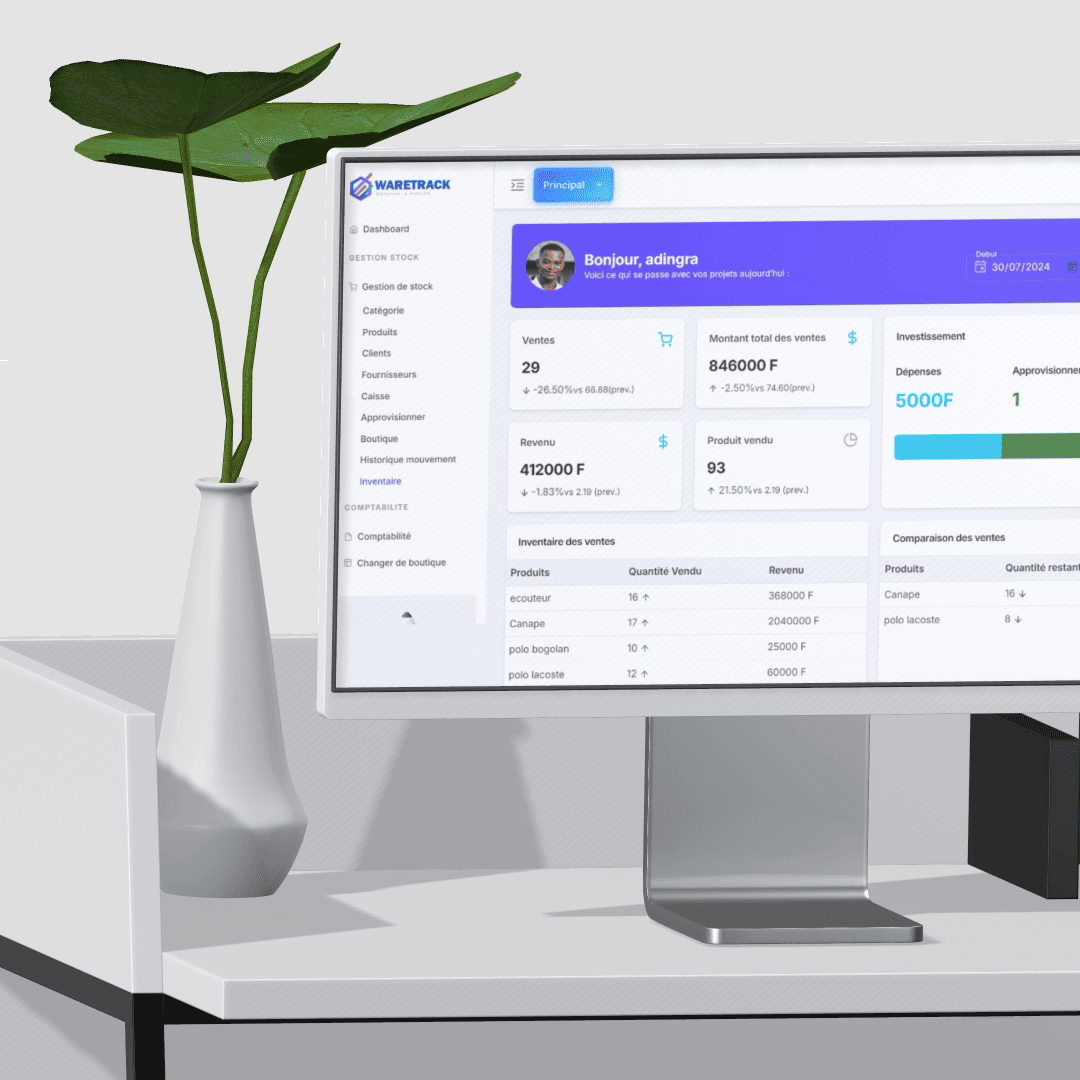 WARETRACK
Principal
Dashboard
GESTION STOCK
Gestion de stock
Catégorie
Produits
Clients
Fournisseurs
Caisse
Approvisionner
Boutique
Historique mouvement
Inventaire
COMPTABILITE
Comptabilité
Changer de boutique
Bonjour, adingra
Voici ce qui se passe avec vos projets aujourd'hui :
Debut
30/07/2024
Ventes
29
↓ -26.50%vs 66.88(prev.)
Montant total des ventes
846000 F
↑ -2.50%vs 74.60(prev.)
Revenu
412000 F
↓ -1.83%vs 2.19 (prev.)
Produit vendu
93
↑ 21.50%vs 2.19 (prev.)
Investissement
Dépenses Approvisionner
5000F 1
Inventaire des ventes
Produits Quantité Vendu Revenu
ecouteur 16 ↑ 368000 F
Canape 17 ↑ 2040000 F
polo bogolan 10 ↑ 25000 F
polo lacoste 12 ↑ 60000 F
Comparaison des ventes
Produits Quantité restant
Canape 16 ↓
polo lacoste 8 ↓